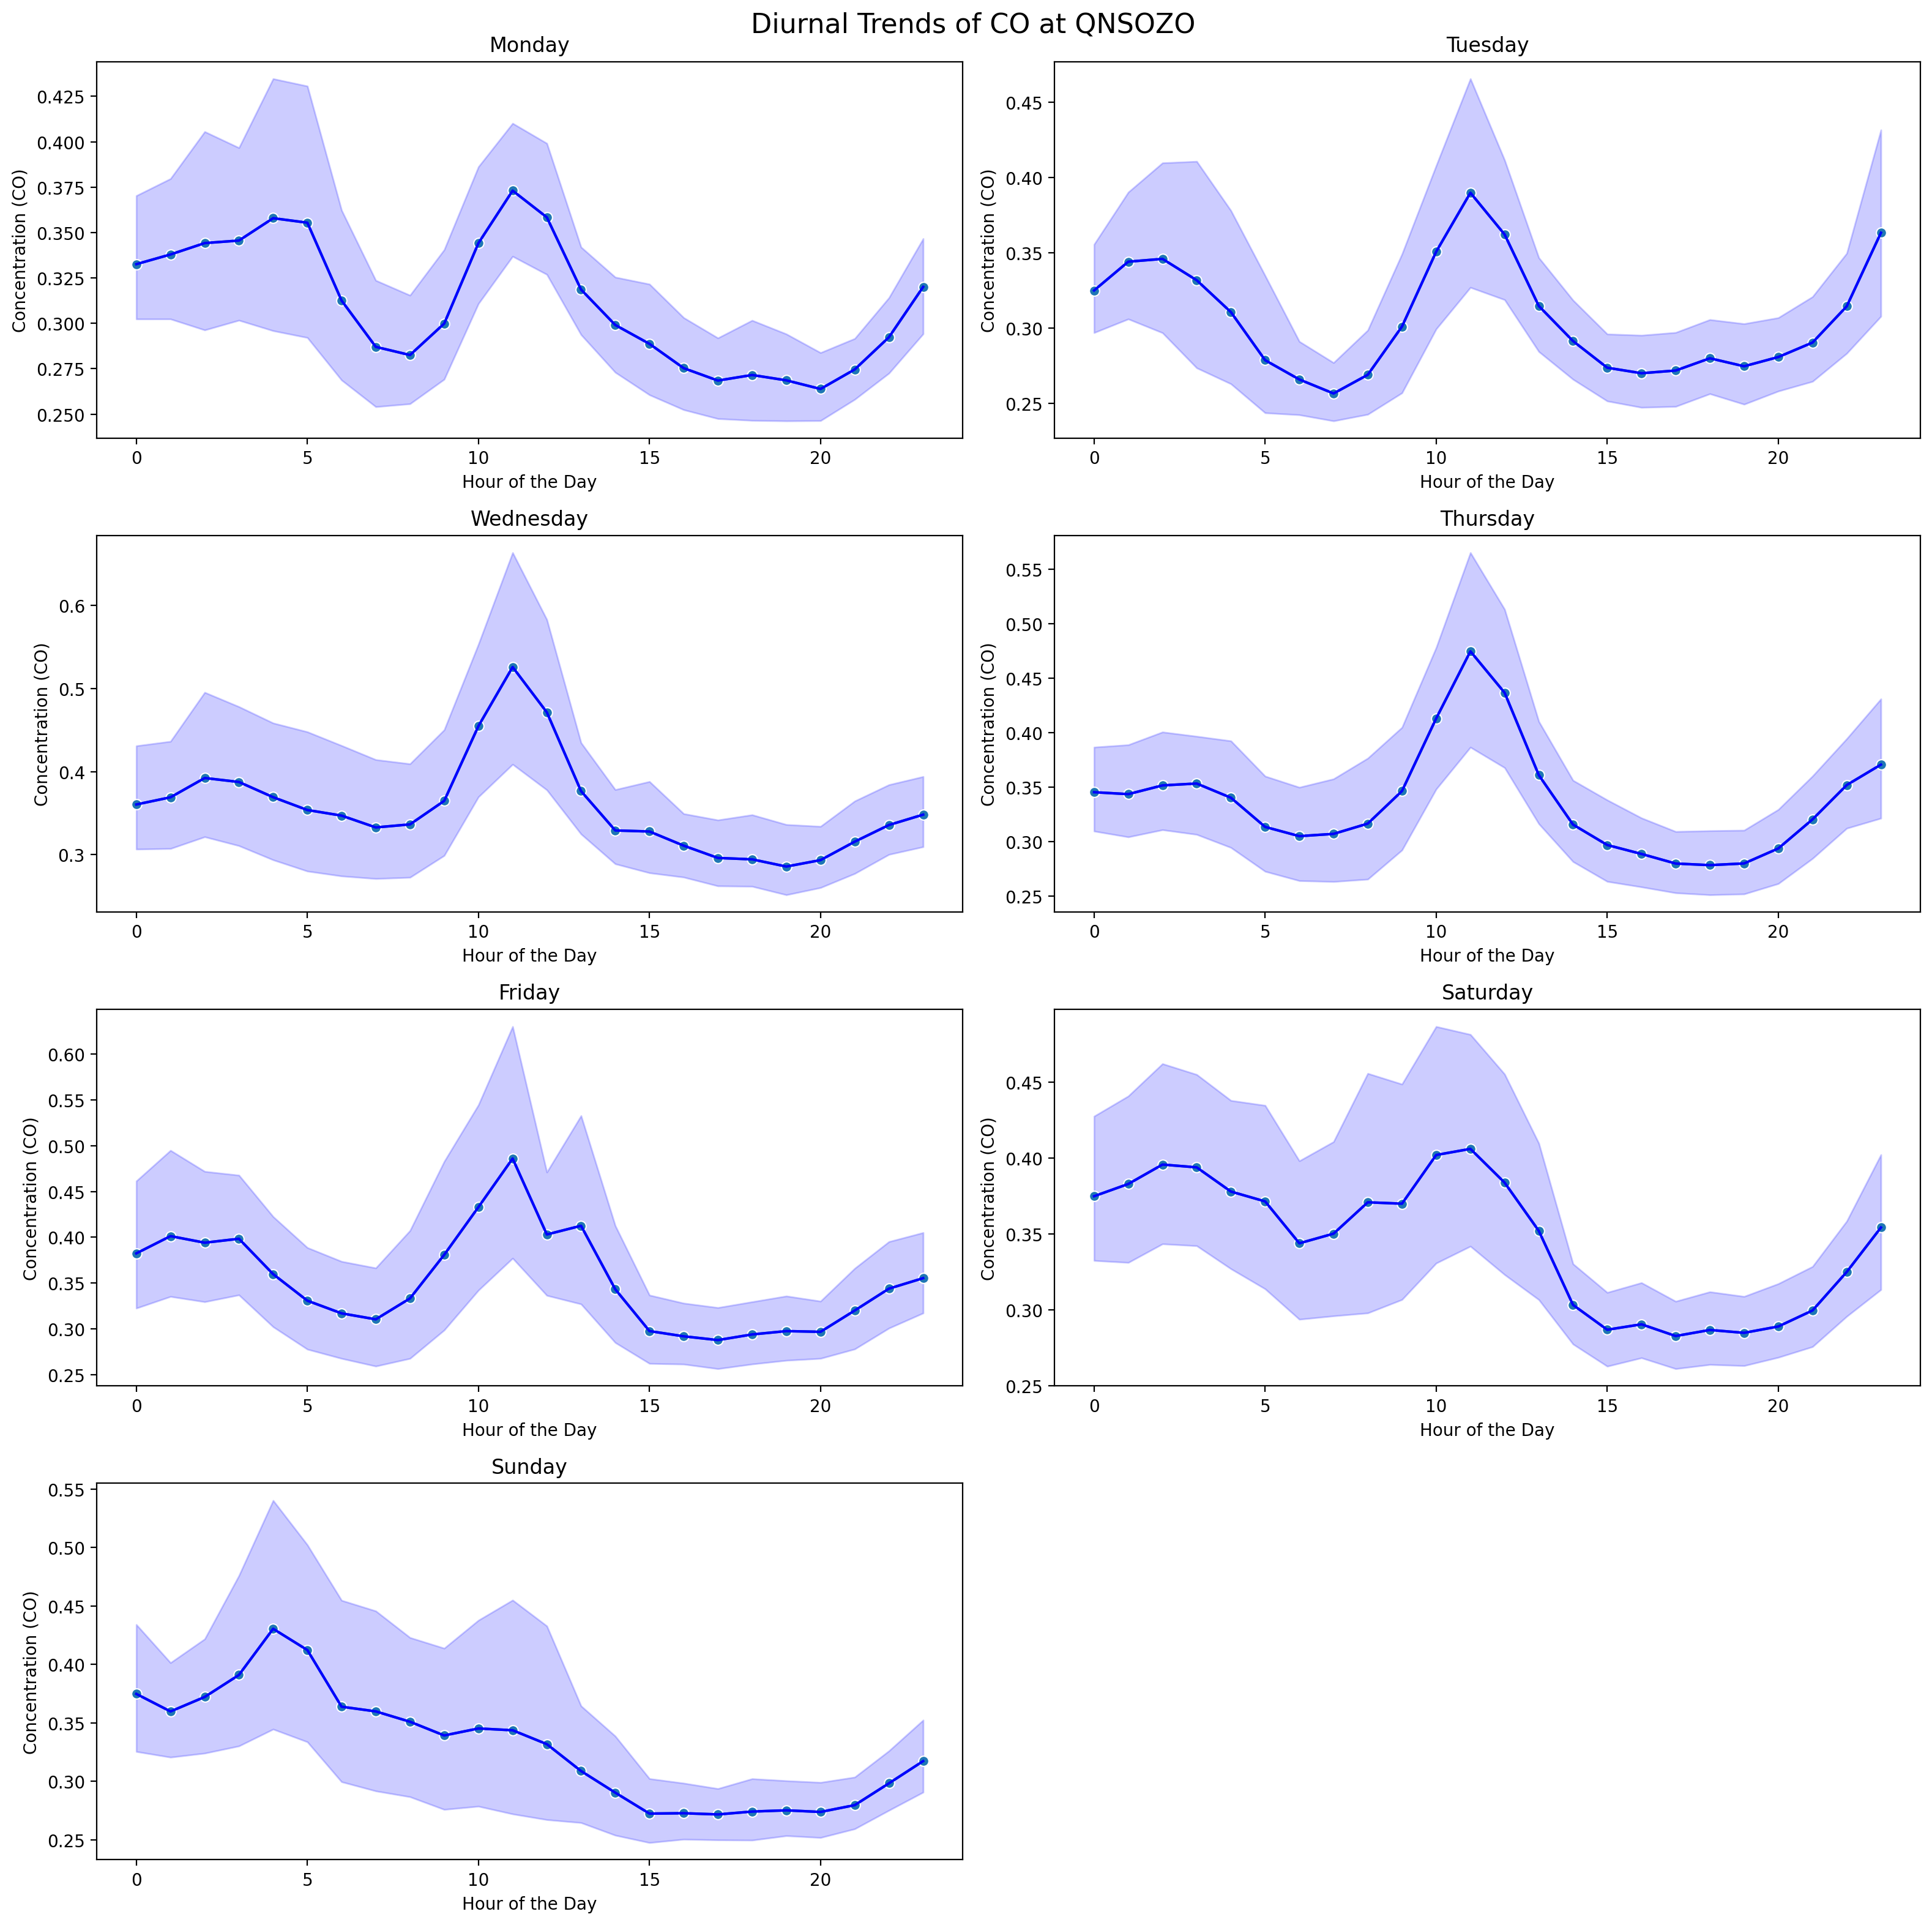 Diurnal Trends of CO at QNSOZO
Monday
Concentration (CO)
0.425
0.400
0.375
0.350
0.325
0.300
0.275
0.250
0 5 10 15 20
Hour of the Day
Tuesday
Concentration (CO)
0.45
0.40
0.35
0.30
0.25
0 5 10 15 20
Hour of the Day
Wednesday
Concentration (CO)
0.6
0.5
0.4
0.3
0 5 10 15 20
Hour of the Day
Thursday
Concentration (CO)
0.55
0.50
0.45
0.40
0.35
0.30
0.25
0 5 10 15 20
Hour of the Day
Friday
Concentration (CO)
0.60
0.55
0.50
0.45
0.40
0.35
0.30
0.25
0 5 10 15 20
Hour of the Day
Saturday
Concentration (CO)
0.45
0.40
0.35
0.30
0.25
0 5 10 15 20
Hour of the Day
Sunday
Concentration (CO)
0.55
0.50
0.45
0.40
0.35
0.30
0.25
0 5 10 15 20
Hour of the Day